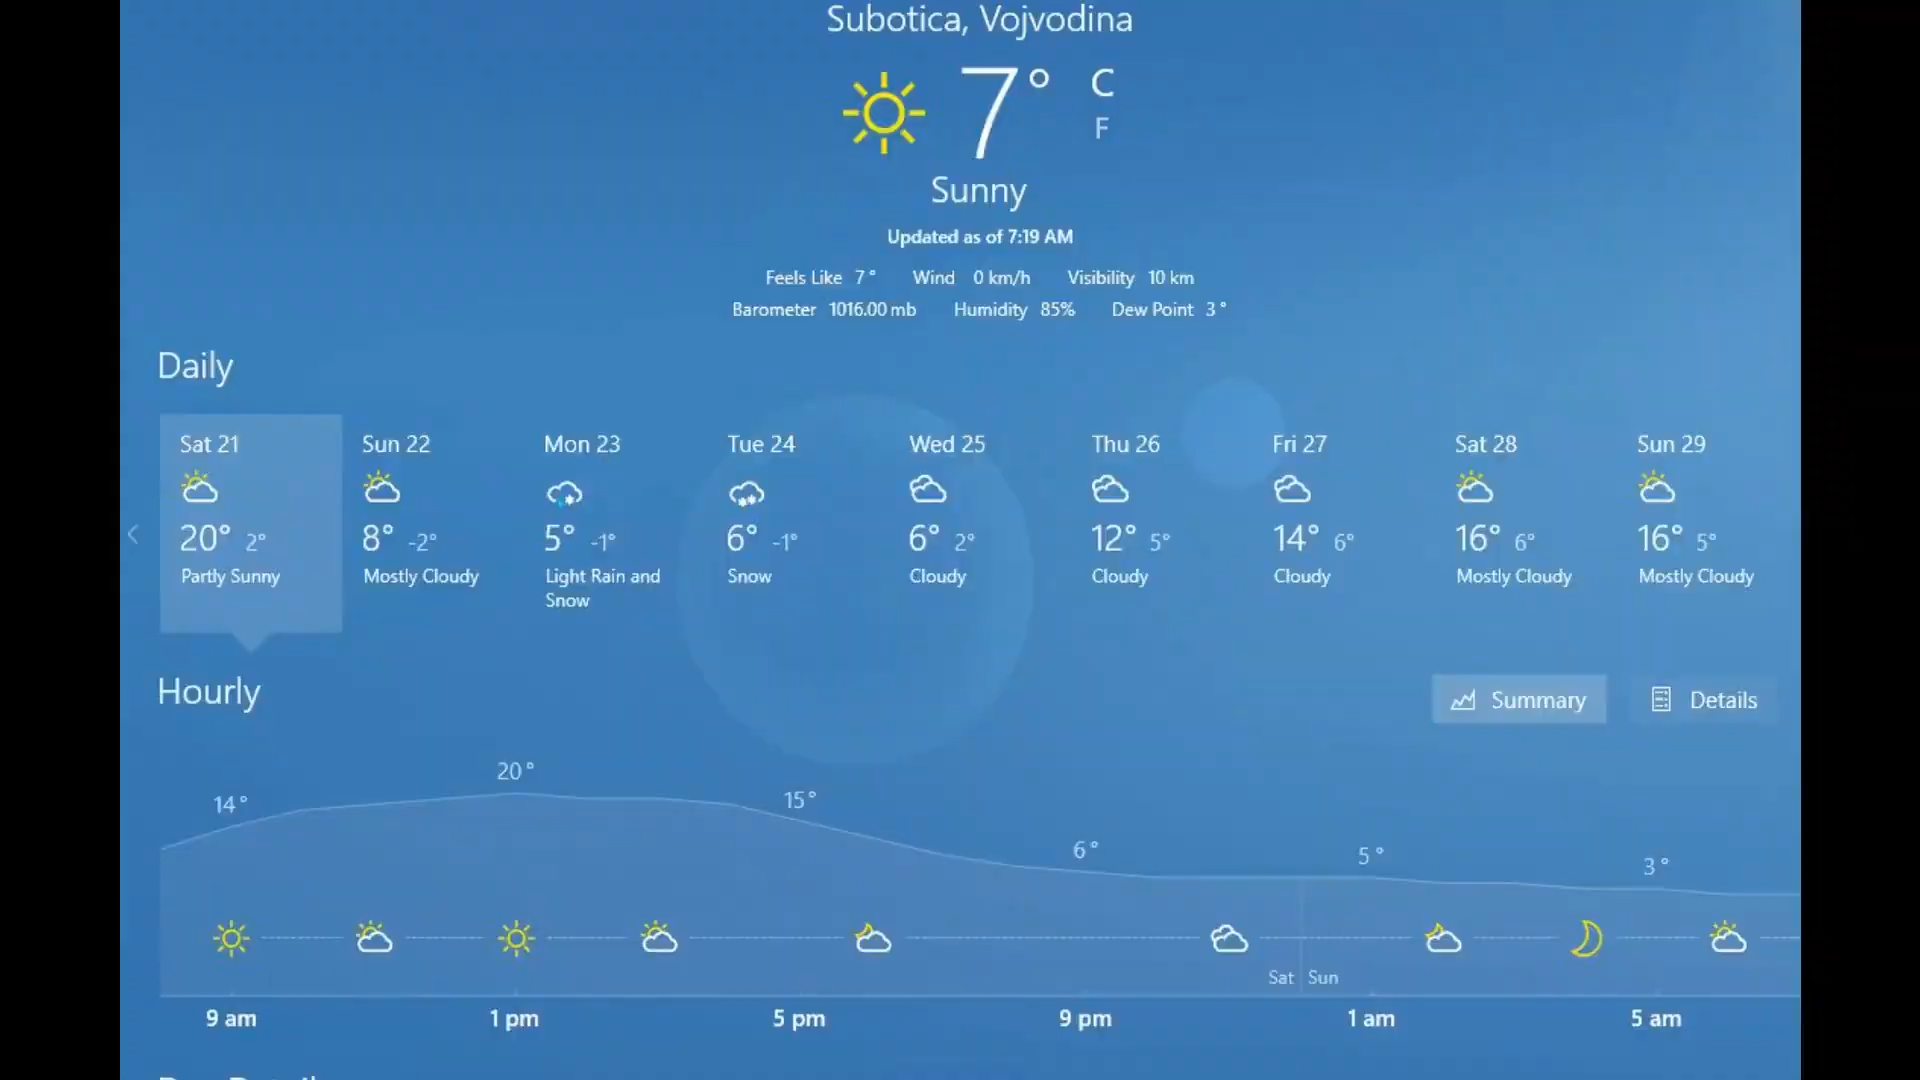 Subotica, Vojvodina
7° C
F
Sunny
Updated as of 7:19 AM
Feels Like 7° Wind 0 km/h Visibility 10 km
Barometer 1016.00 mb Humidity 85% Dew Point 3°
Daily
Sat 21 Sun 22 Mon 23 Tue 24 Wed 25 Thu 26 Fri 27 Sat 28 Sun 29
20° 2° 8° -2° 5° -1° 6° -1° 6° 2° 12° 5° 14° 6° 16° 6° 16° 5°
Partly Sunny Mostly Cloudy Light Rain and Snow Cloudy Cloudy Cloudy Mostly Cloudy Mostly Cloudy
Snow
Hourly
Summary Details
14° 20° 15° 6° 5° 3°
Sat Sun
9 am 1 pm 5 pm 9 pm 1 am 5 am